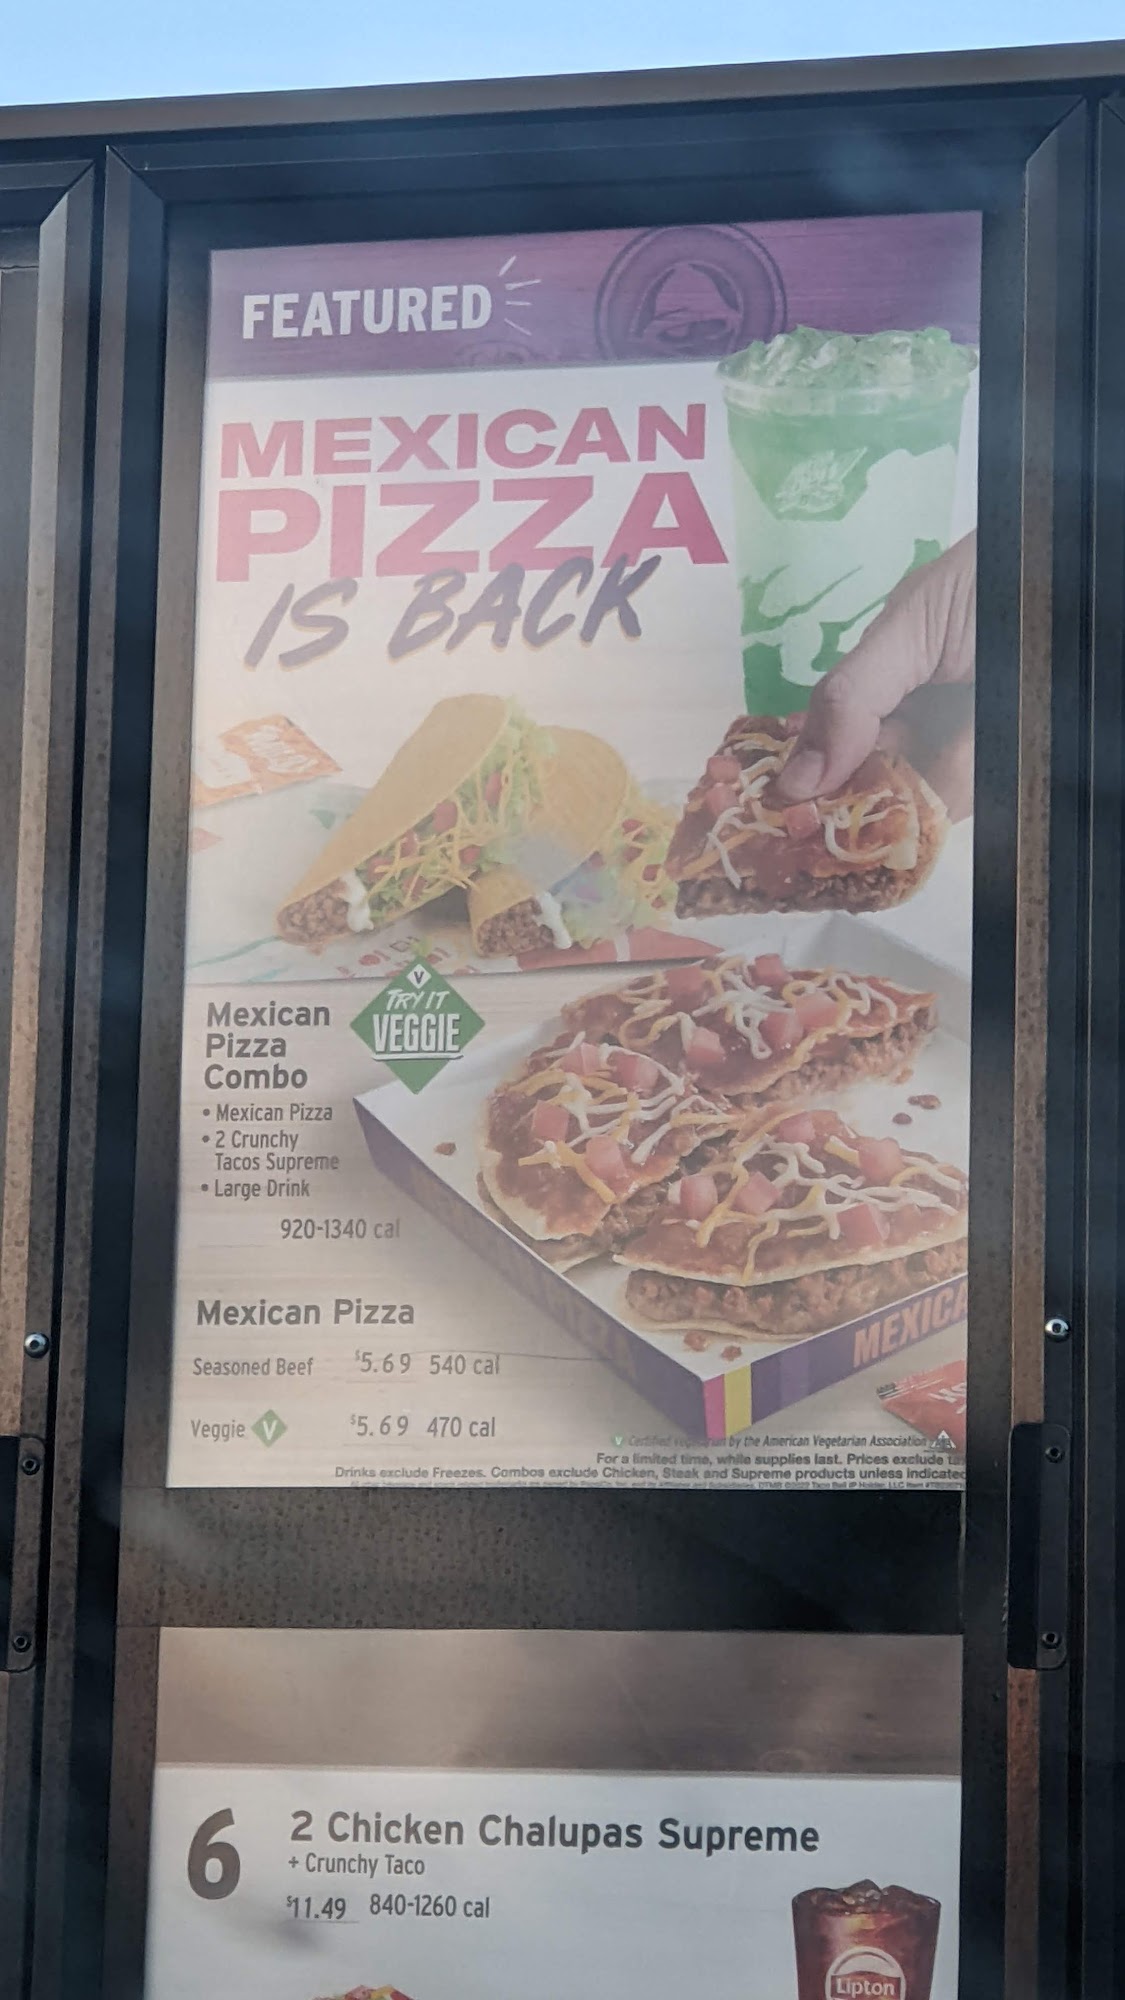 FEATURED
MEXICAN
PIZZA
IS BACK
V
TRY IT
VEGGIE
Mexican
Pizza
Combo
• Mexican Pizza
• 2 Crunchy
Tacos Supreme
• Large Drink
920-1340 cal
Mexican Pizza
Seasoned Beef $5.69 540 cal
Veggie V $5.69 470 cal
MEXICA
V Certified vegetarian by the American Vegetarian Association
For a limited time, while supplies last. Prices exclude
Drinks exclude Freezes. Combos exclude Chicken, Steak and Supreme products unless indicated
6
2 Chicken Chalupas Supreme
+ Crunchy Taco
$11.49 840-1260 cal
Lipton